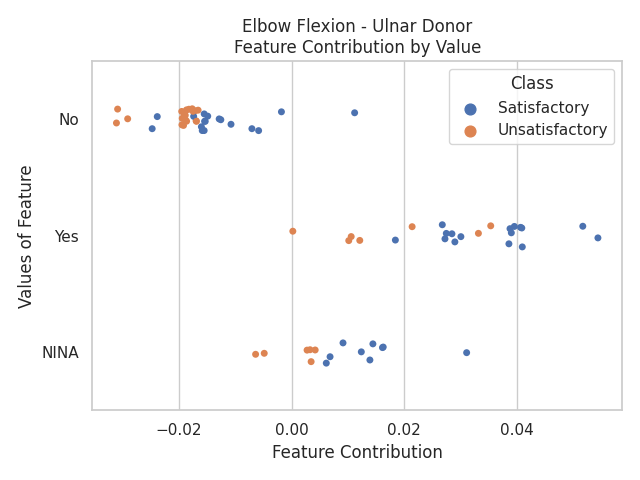 Elbow Flexion - Ulnar Donor
Feature Contribution by Value
Class
Satisfactory
Unsatisfactory
Values of Feature
No
Yes
NINA
−0.02
0.00
0.02
0.04
Feature Contribution